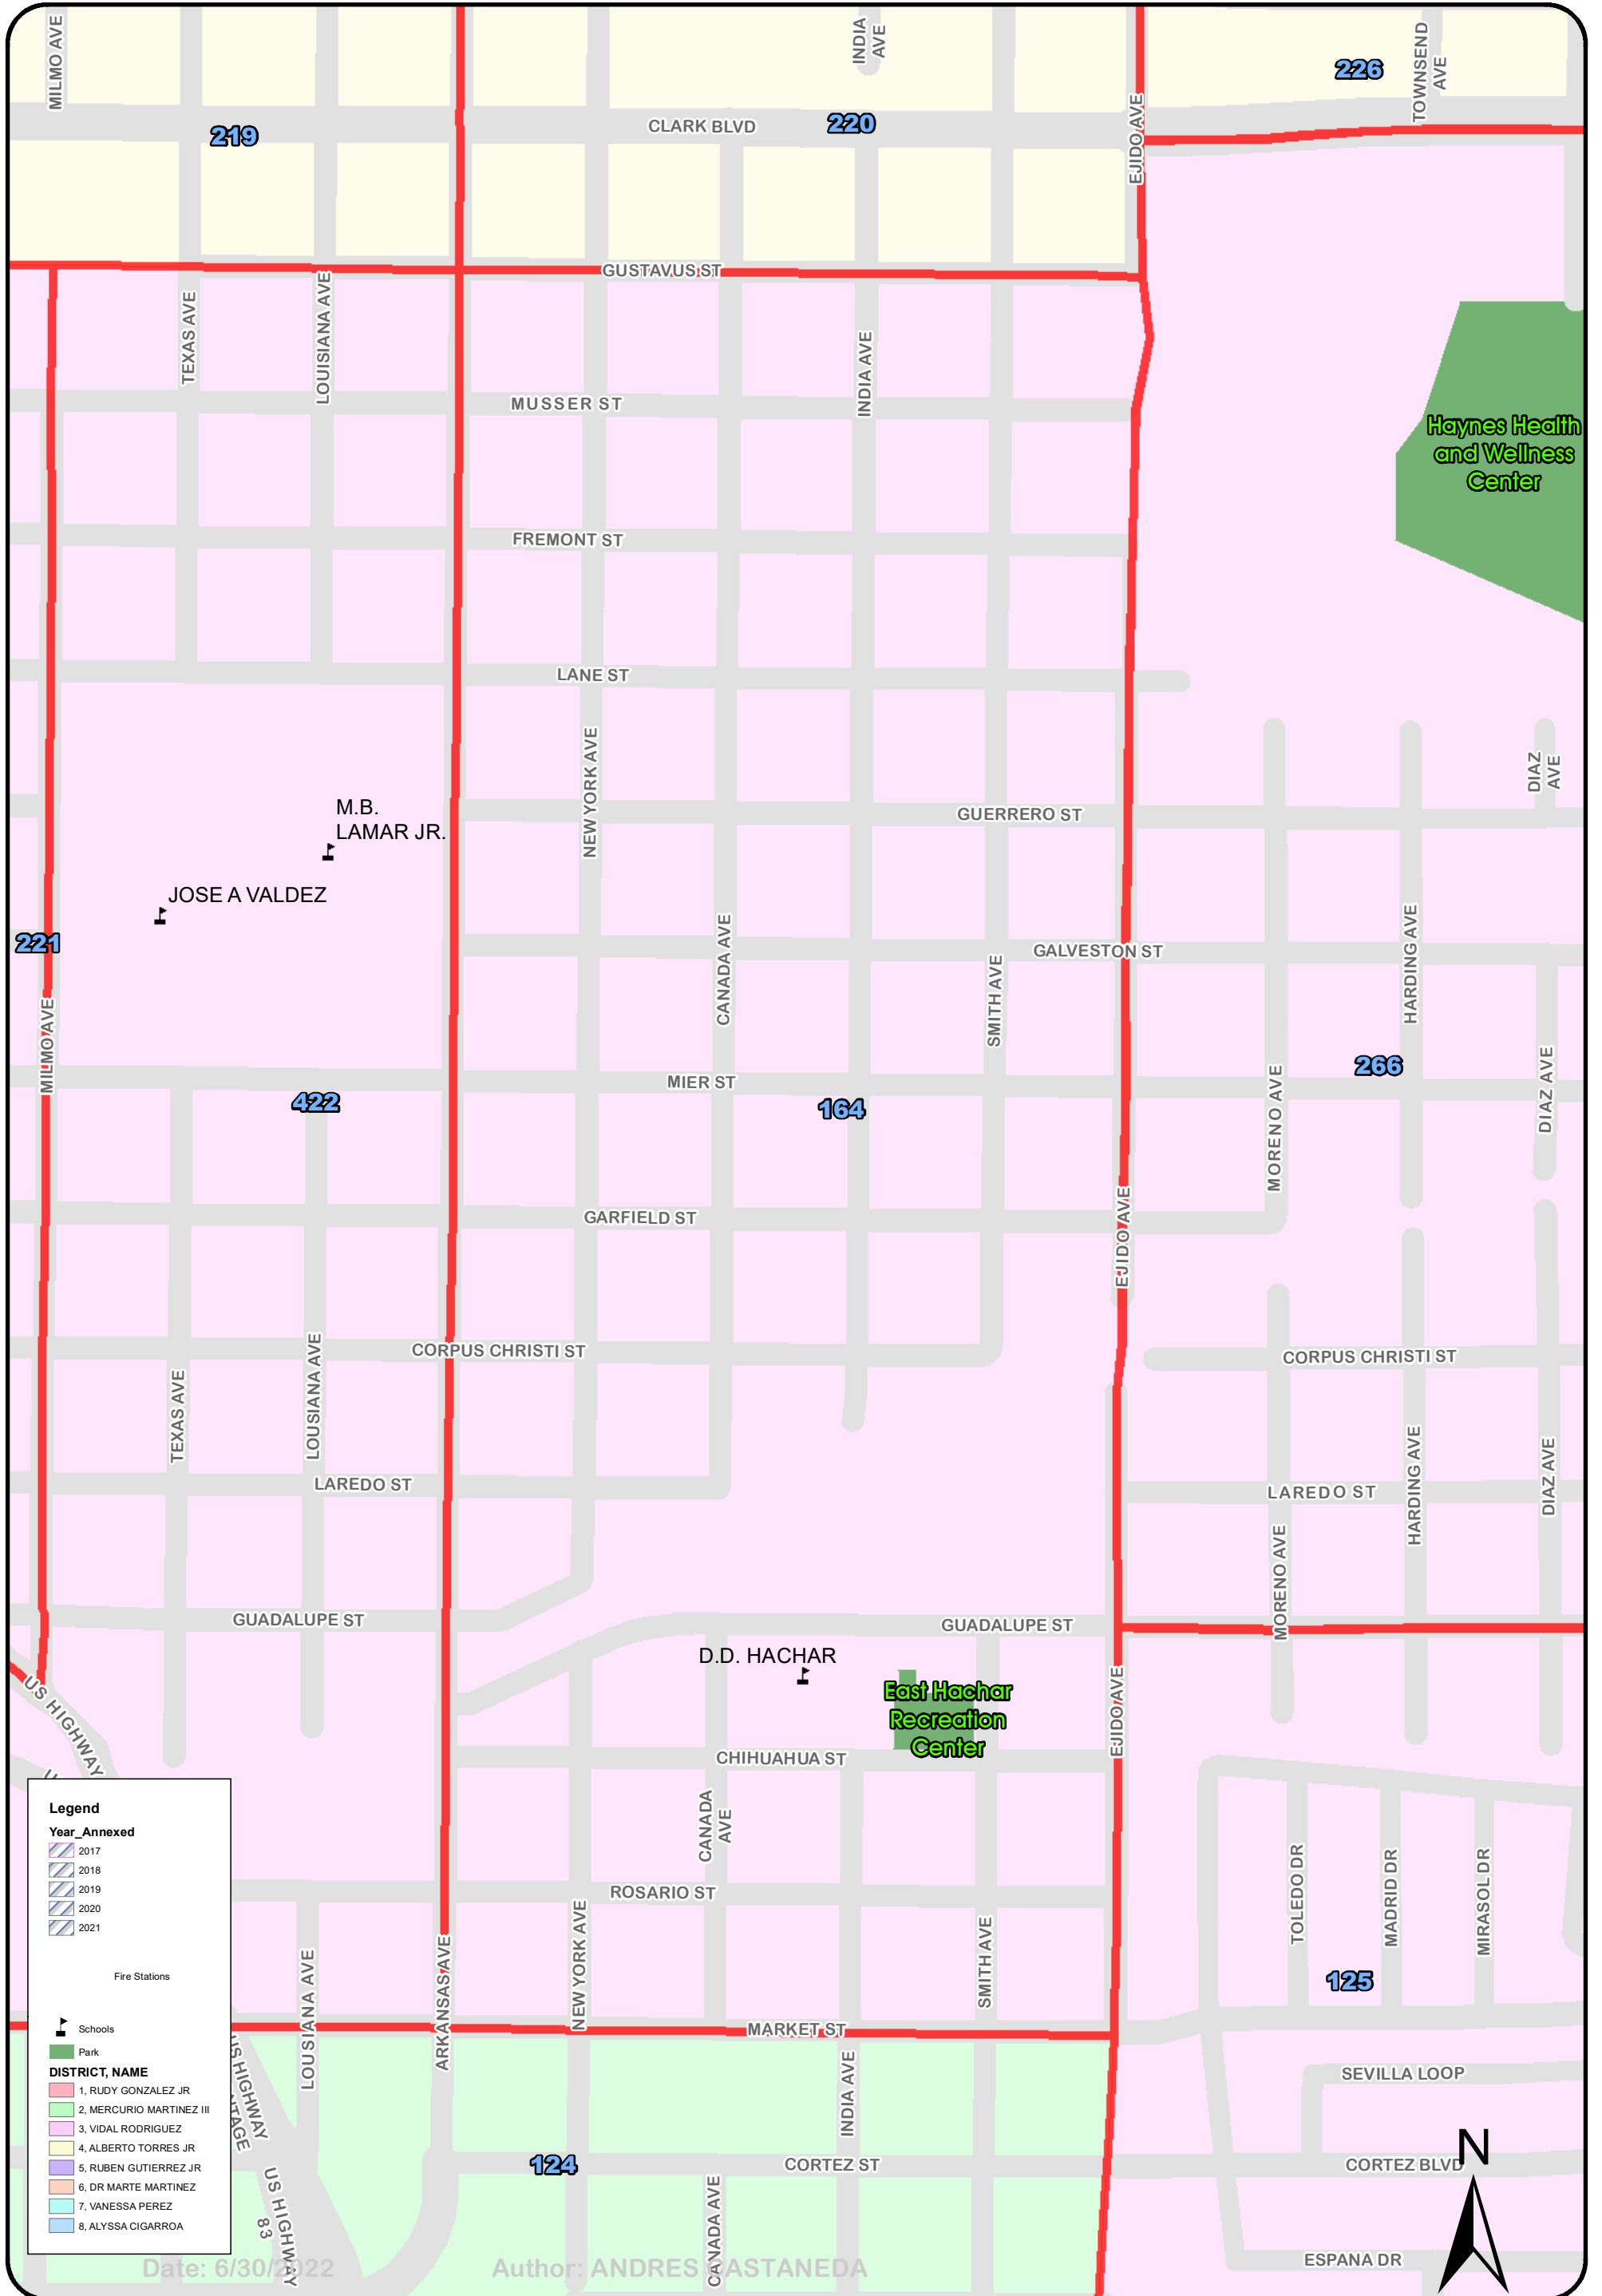 MILMO AVE
INDIA
AVE
TOWNSEND
AVE
226
219
CLARK BLVD
220
EJIDO AVE
GUSTAVUS ST
TEXAS AVE
LOUISIANA AVE
INDIA AVE
MUSSER ST
Haynes Health
and Wellness
Center
FREMONT ST
LANE ST
NEW YORK AVE
DIAZ
AVE
M.B.
LAMAR JR.
GUERRERO ST
JOSE A VALDEZ
221
CANADA AVE
SMITH AVE
GALVESTON ST
HARDING AVE
MILMO AVE
422
MIER ST
164
266
MORENO AVE
DIAZ AVE
GARFIELD ST
EJIDO AVE
CORPUS CHRISTI ST
CORPUS CHRISTI ST
TEXAS AVE
LOUSIANA AVE
HARDING AVE
DIAZ AVE
LAREDO ST
LAREDO ST
MORENO AVE
GUADALUPE ST
GUADALUPE ST
D.D. HACHAR
US HIGHWAY
East Hachar
Recreation
Center
EJIDO AVE
CHIHUAHUA ST
CANADA
AVE
TOLEDO DR
MADRID DR
MIRASOL DR
ROSARIO ST
NEW YORK AVE
SMITH AVE
125
LOUSIANA AVE
ARKANSAS AVE
MARKET ST
US HIGHWAY
INDIA AVE
SEVILLA LOOP
124
CORTEZ ST
CORTEZ BLVD
N
US HIGHWAY
83
CANADA AVE
ESPANA DR
Legend
Year_Annexed
2017
2018
2019
2020
2021
Fire Stations
Schools
Park
DISTRICT, NAME
1, RUDY GONZALEZ JR
2, MERCURIO MARTINEZ III
3, VIDAL RODRIGUEZ
4, ALBERTO TORRES JR
5, RUBEN GUTIERREZ JR
6, DR MARTE MARTINEZ
7, VANESSA PEREZ
8, ALYSSA CIGARROA
Date: 6/30/2022
Author: ANDRES CASTANEDA